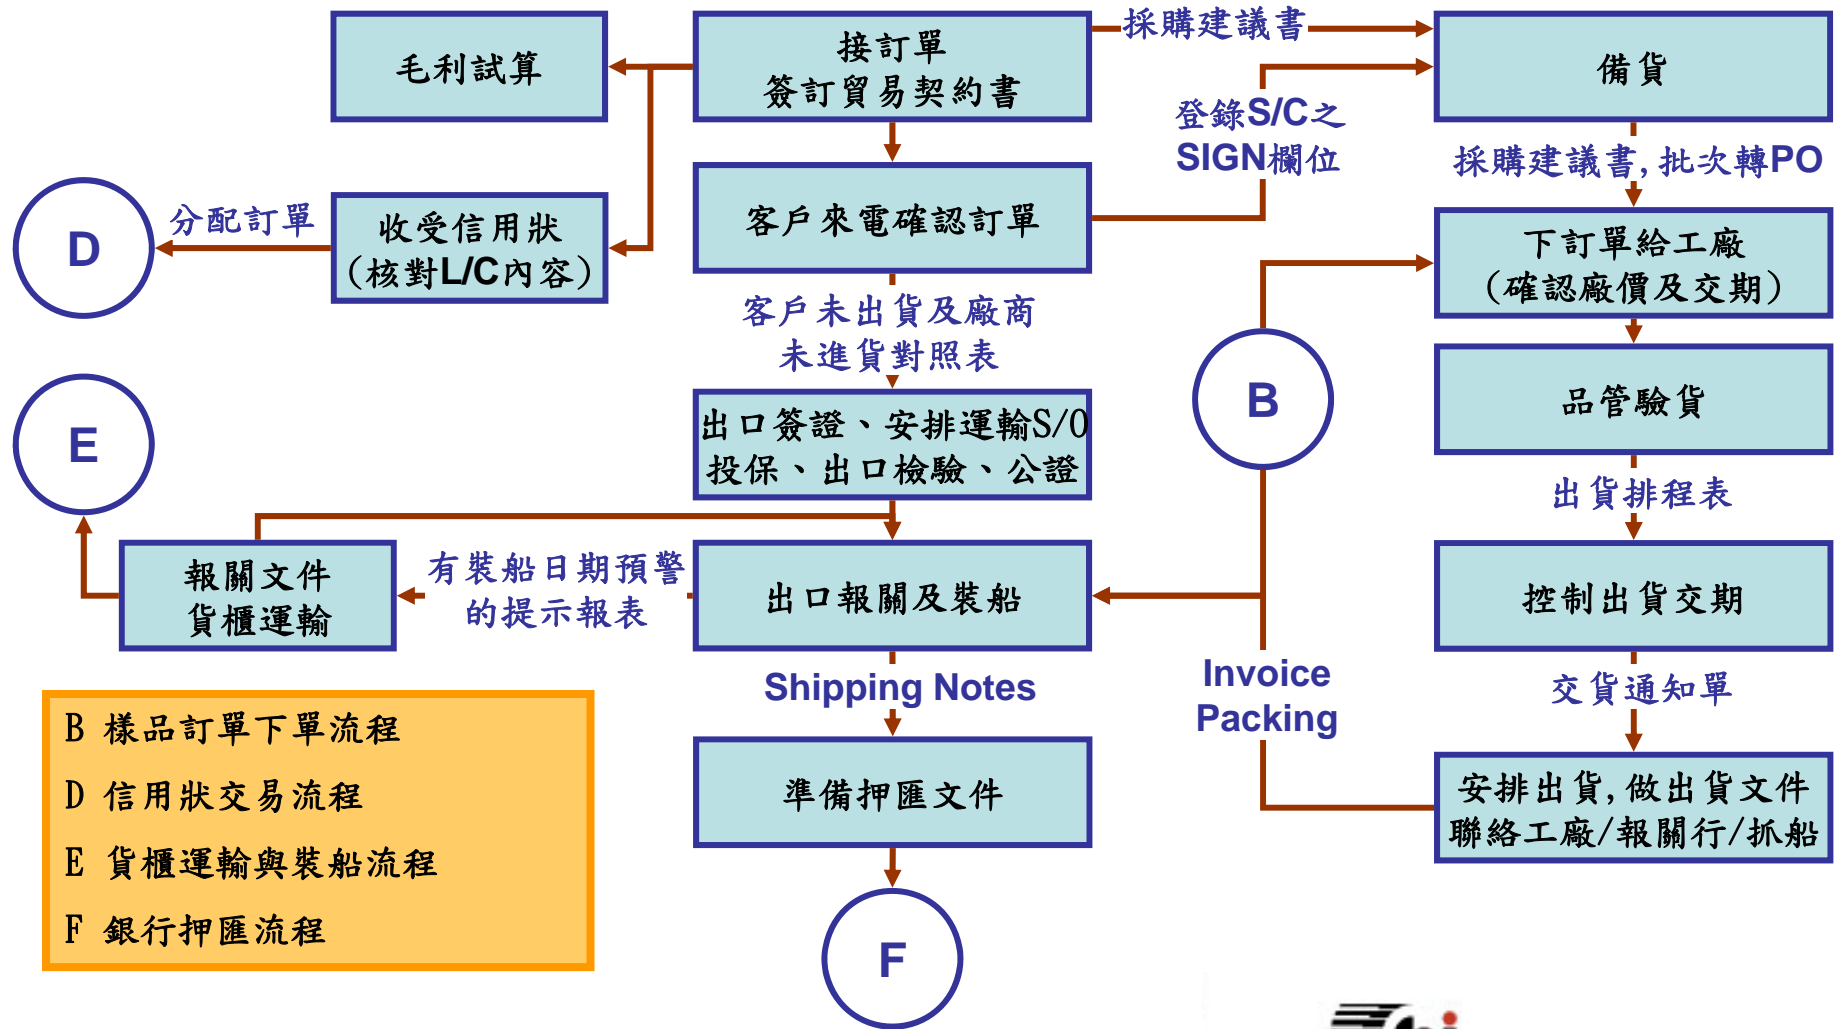 毛利試算
接訂單
簽訂貿易契約書
採購建議書
備貨
登錄S/C之
SIGN欄位
採購建議書,批次轉PO
D
分配訂單
收受信用狀
(核對L/C內容)
客戶來電確認訂單
下訂單給工廠
(確認廠價及交期)
客戶未出貨及廠商
未進貨對照表
B
品管驗貨
E
出口簽證、安排運輸S/O
投保、出口檢驗、公證
出貨排程表
報關文件
貨櫃運輸
有裝船日期預警
的提示報表
出口報關及裝船
控制出貨交期
Shipping Notes
Invoice
Packing
交貨通知單
準備押匯文件
安排出貨,做出貨文件
聯絡工廠/報關行/抓船
B 樣品訂單下單流程
D 信用狀交易流程
E 貨櫃運輸與裝船流程
F 銀行押匯流程
F